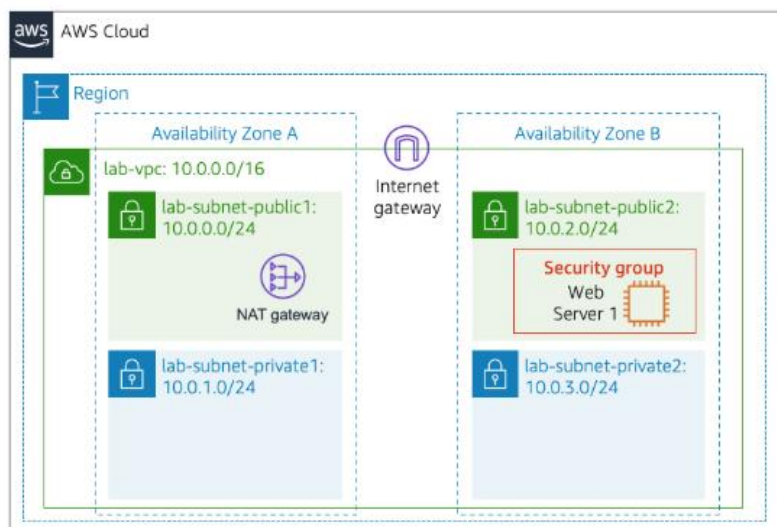 aws
AWS Cloud
Region
Availability Zone A
Availability Zone B
lab-vpc: 10.0.0.0/16
Internet
gateway
lab-subnet-public1:
10.0.0.0/24
NAT gateway
lab-subnet-public2:
10.0.2.0/24
Security group
Web
Server 1
lab-subnet-private1:
10.0.1.0/24
lab-subnet-private2:
10.0.3.0/24